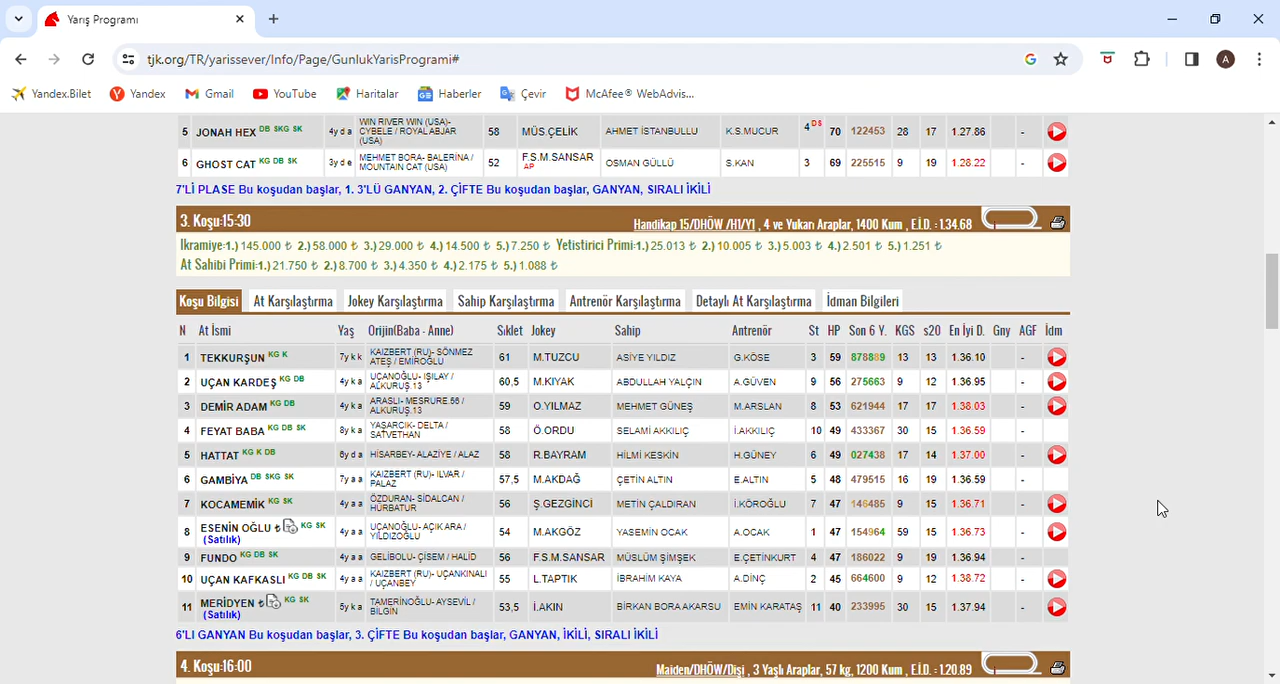 Yarış Programı
tjk.org/TR/yarissever/Info/Page/GunlukYarisProgrami#
A
Yandex.Bilet Yandex Gmail YouTube Haritalar Haberler Çevir McAfee® WebAdvis...
5 JONAH HEX DB SKG SK 4y d a WIN RIVER WIN (USA)- CYBELE / ROYAL ABJAR (USA) 58 MÜS.ÇELİK AHMET İSTANBULLU K.S.MUCUR 4 DS 70 122453 28 17 1.27.86 -
6 GHOST CAT KG DB SK 3y d e MEHMET BORA- BALERİNA / MOUNTAIN CAT (USA) 52 F.S.M.SANSAR AP OSMAN GÜLLÜ S.KAN 3 69 225515 9 19 1.28.22 -
7'Lİ PLASE Bu koşudan başlar, 1. 3'LÜ GANYAN, 2. ÇİFTE Bu koşudan başlar, GANYAN, SIRALI İKİLİ
3. Koşu:15:30 Handikap 15/DHÖW /H1/Y1 , 4 ve Yukarı Araplar, 1400 Kum , E.İ.D. : 1.34.68
İkramiye:1.) 145.000 ₺ 2.) 58.000 ₺ 3.) 29.000 ₺ 4.) 14.500 ₺ 5.) 7.250 ₺ Yetistirici Primi:1.) 25.013 ₺ 2.) 10.005 ₺ 3.) 5.003 ₺ 4.) 2.501 ₺ 5.) 1.251 ₺
At Sahibi Primi:1.) 21.750 ₺ 2.) 8.700 ₺ 3.) 4.350 ₺ 4.) 2.175 ₺ 5.) 1.088 ₺
Koşu Bilgisi At Karşılaştırma Jokey Karşılaştırma Sahip Karşılaştırma Antrenör Karşılaştırma Detaylı At Karşılaştırma İdman Bilgileri
N At İsmi Yaş Orijin(Baba - Anne) Sıklet Jokey Sahip Antrenör St HP Son 6 Y. KGS s20 En İyi D. Gny AGF İdm
1 TEKKURŞUN KG K 7y k k KAIZBERT (RU)- SÖNMEZ ATEŞ / EMİROĞLU 61 M.TUZCU ASİYE YILDIZ G.KÖSE 3 59 878889 13 13 1.36.10 -
2 UÇAN KARDEŞ KG DB 4y k a UÇANOĞLU- IŞILAY / ALKURUŞ 13 60,5 M.KIYAK ABDULLAH YALÇIN A.GÜVEN 9 56 275663 9 12 1.36.95 -
3 DEMİR ADAM KG DB 4y k a ARASLI- MESRURE.56 / ALKURUŞ.13 59 O.YILMAZ MEHMET GÜNEŞ M.ARSLAN 8 53 621944 17 17 1.38.03 -
4 FEYAT BABA KG DB SK 8y k a YAŞARCIK- DELTA / SATVETHAN 58 Ö.ORDU SELAMİ AKKILIÇ İ.AKKILIÇ 10 49 433367 30 15 1.36.59 -
5 HATTAT KG K DB 6y d a HİSARBEY- ALAZİYE / ALAZ 58 R.BAYRAM HİLMİ KESKİN H.GÜNEY 6 49 027438 17 14 1.37.00 -
6 GAMBİYA DB SKG SK 7y a a KAIZBERT (RU)- ILVAR / PALAZ 57,5 M.AKDAĞ ÇETİN ALTIN E.ALTIN 5 48 479515 16 19 1.36.59 -
7 KOCAMEMİK KG SK 4y a a ÖZDURAN- SİDALCAN / HÜRBATUR 56 Ş.GEZGİNCİ METİN ÇALDIRAN İ.KÖROĞLU 7 47 146485 9 15 1.36.71 -
8 ESENİN OĞLU ₺ KG SK (Satılık) 4y a a UÇANOĞLU- AÇIK ARA / YILDIZOĞLU 54 M.AKGÖZ YASEMİN OCAK A.OCAK 1 47 154964 59 15 1.36.73 -
9 FUNDO KG DB SK 4y a a GELİBOLU- ÇİSEM / HALİD 56 F.S.M.SANSAR MÜSLÜM ŞİMŞEK E.ÇETİNKURT 4 47 186022 9 19 1.36.94 -
10 UÇAN KAFKASLI KG DB SK 4y a a KAIZBERT (RU)- UÇANKINALI / UÇANBEY 55 L.TAPTIK İBRAHİM KAYA A.DİNÇ 2 45 664600 9 12 1.38.72 -
11 MERİDYEN ₺ KG SK (Satılık) 5y k a TAMERİNOĞLU- AYSEVİL / BİLGİN 53,5 İ.AKIN BİRKAN BORA AKARSU EMİN KARATAŞ 11 40 233995 30 15 1.37.94 -
6'LI GANYAN Bu koşudan başlar, 3. ÇİFTE Bu koşudan başlar, GANYAN, İKİLİ, SIRALI İKİLİ
4. Koşu:16:00 Maiden/DHÖW/Dişi , 3 Yaşlı Araplar, 57 kg, 1200 Kum , E.İ.D. : 1.20.89